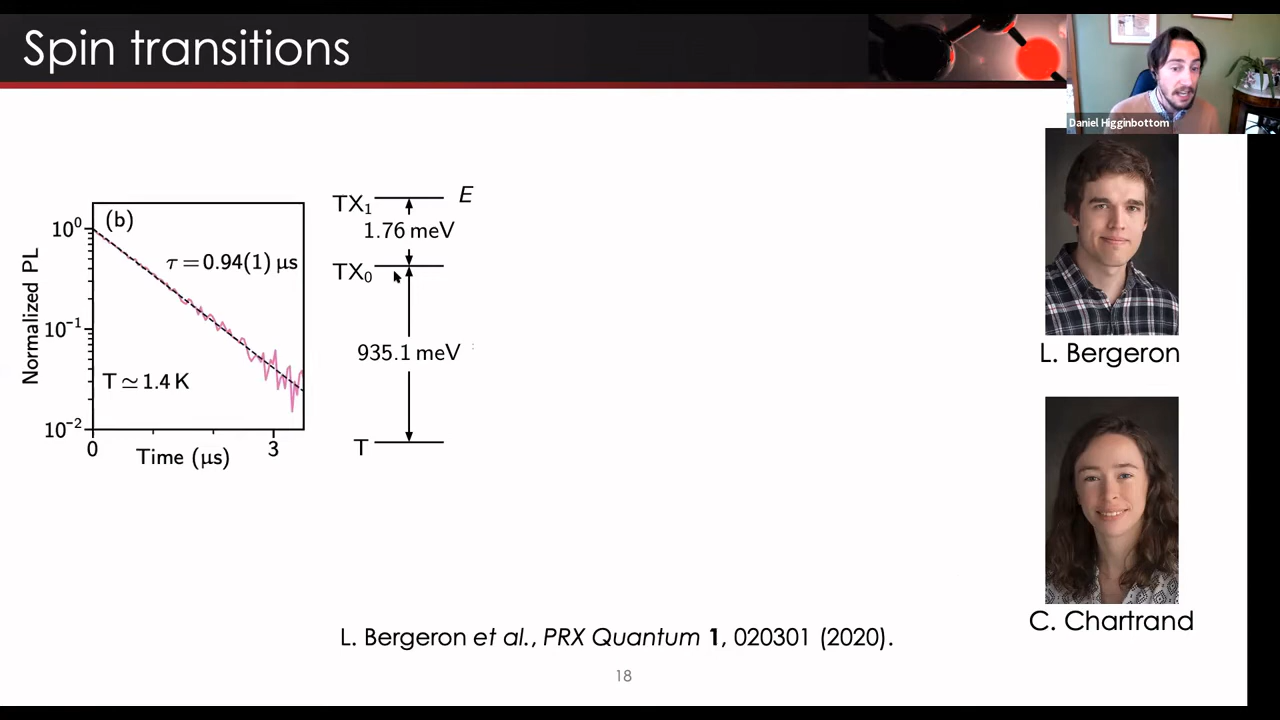 Spin transitions
Daniel Higginbottom
(b)
τ = 0.94(1) µs
T ≃ 1.4 K
Normalized PL
10⁰
10⁻¹
10⁻²
0
3
Time (µs)
E
TX₁
1.76 meV
TX₀
935.1 meV
T
L. Bergeron
C. Chartrand
L. Bergeron et al., PRX Quantum 1, 020301 (2020).
18